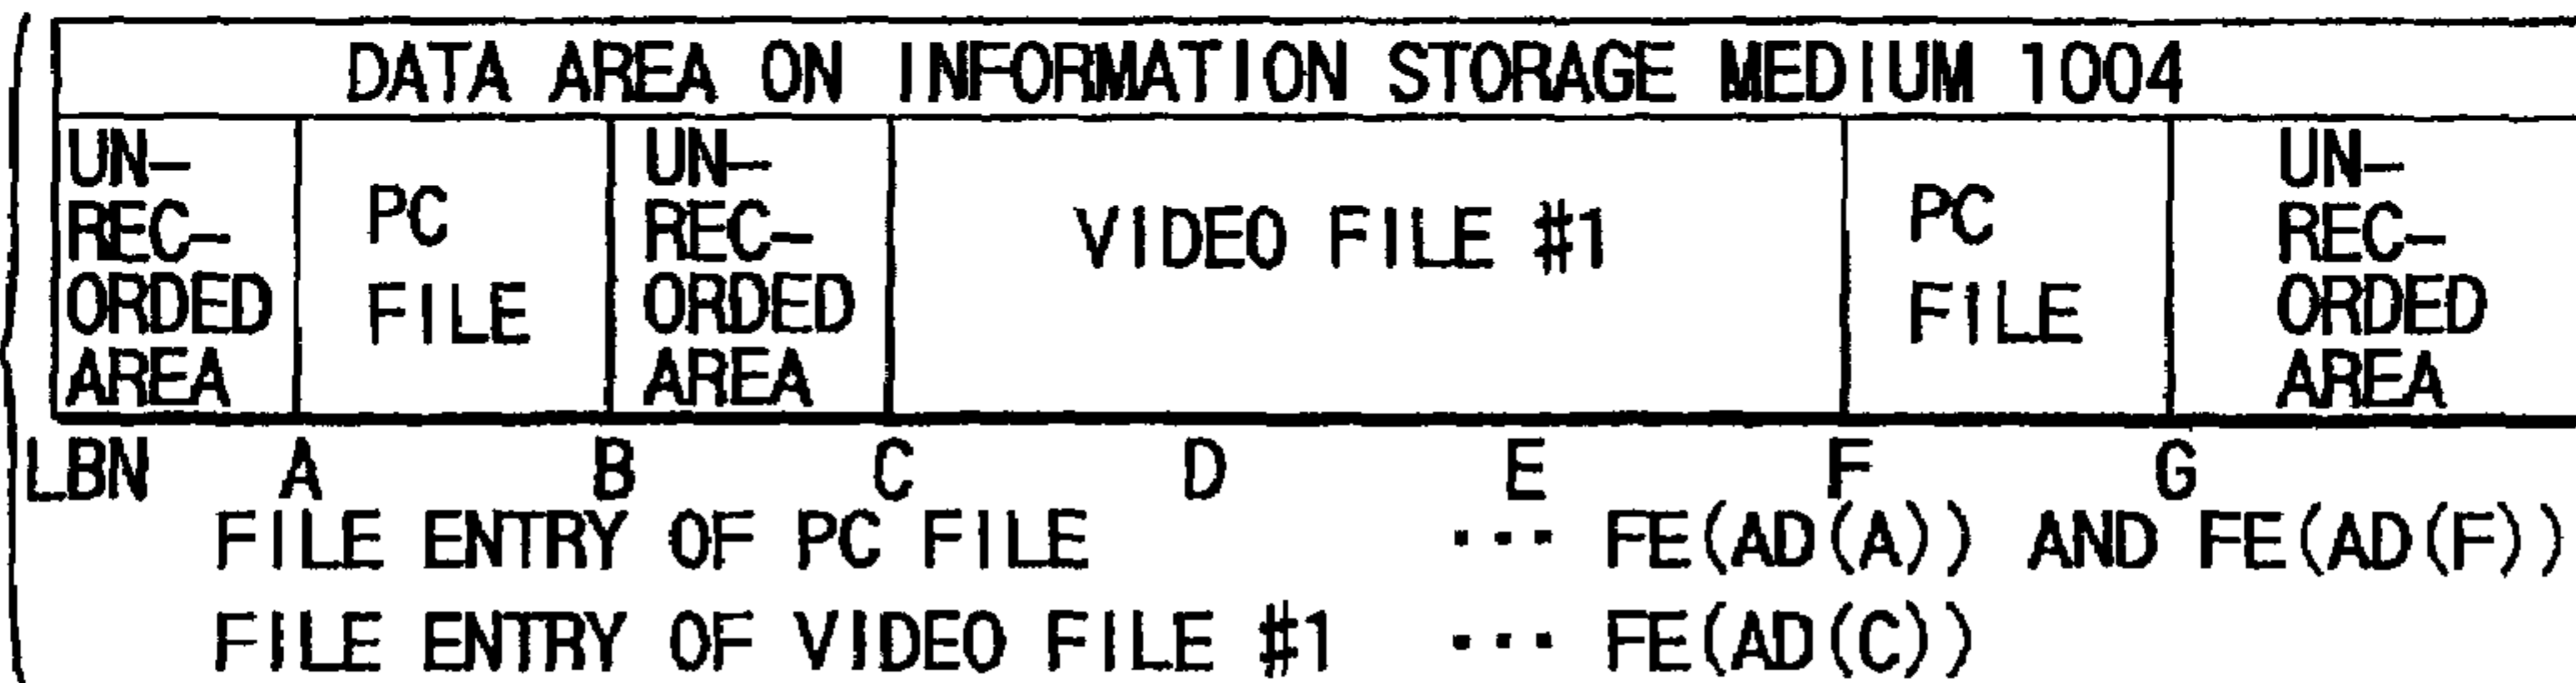 DATA AREA ON INFORMATION STORAGE MEDIUM 1004
UN-
REC-
ORDED
AREA
PC
FILE
UN-
REC-
ORDED
AREA
VIDEO FILE #1
PC
FILE
UN-
REC-
ORDED
AREA
LBN A B C D E F G
FILE ENTRY OF PC FILE ··· FE(AD(A)) AND FE(AD(F))
FILE ENTRY OF VIDEO FILE #1 ··· FE(AD(C))